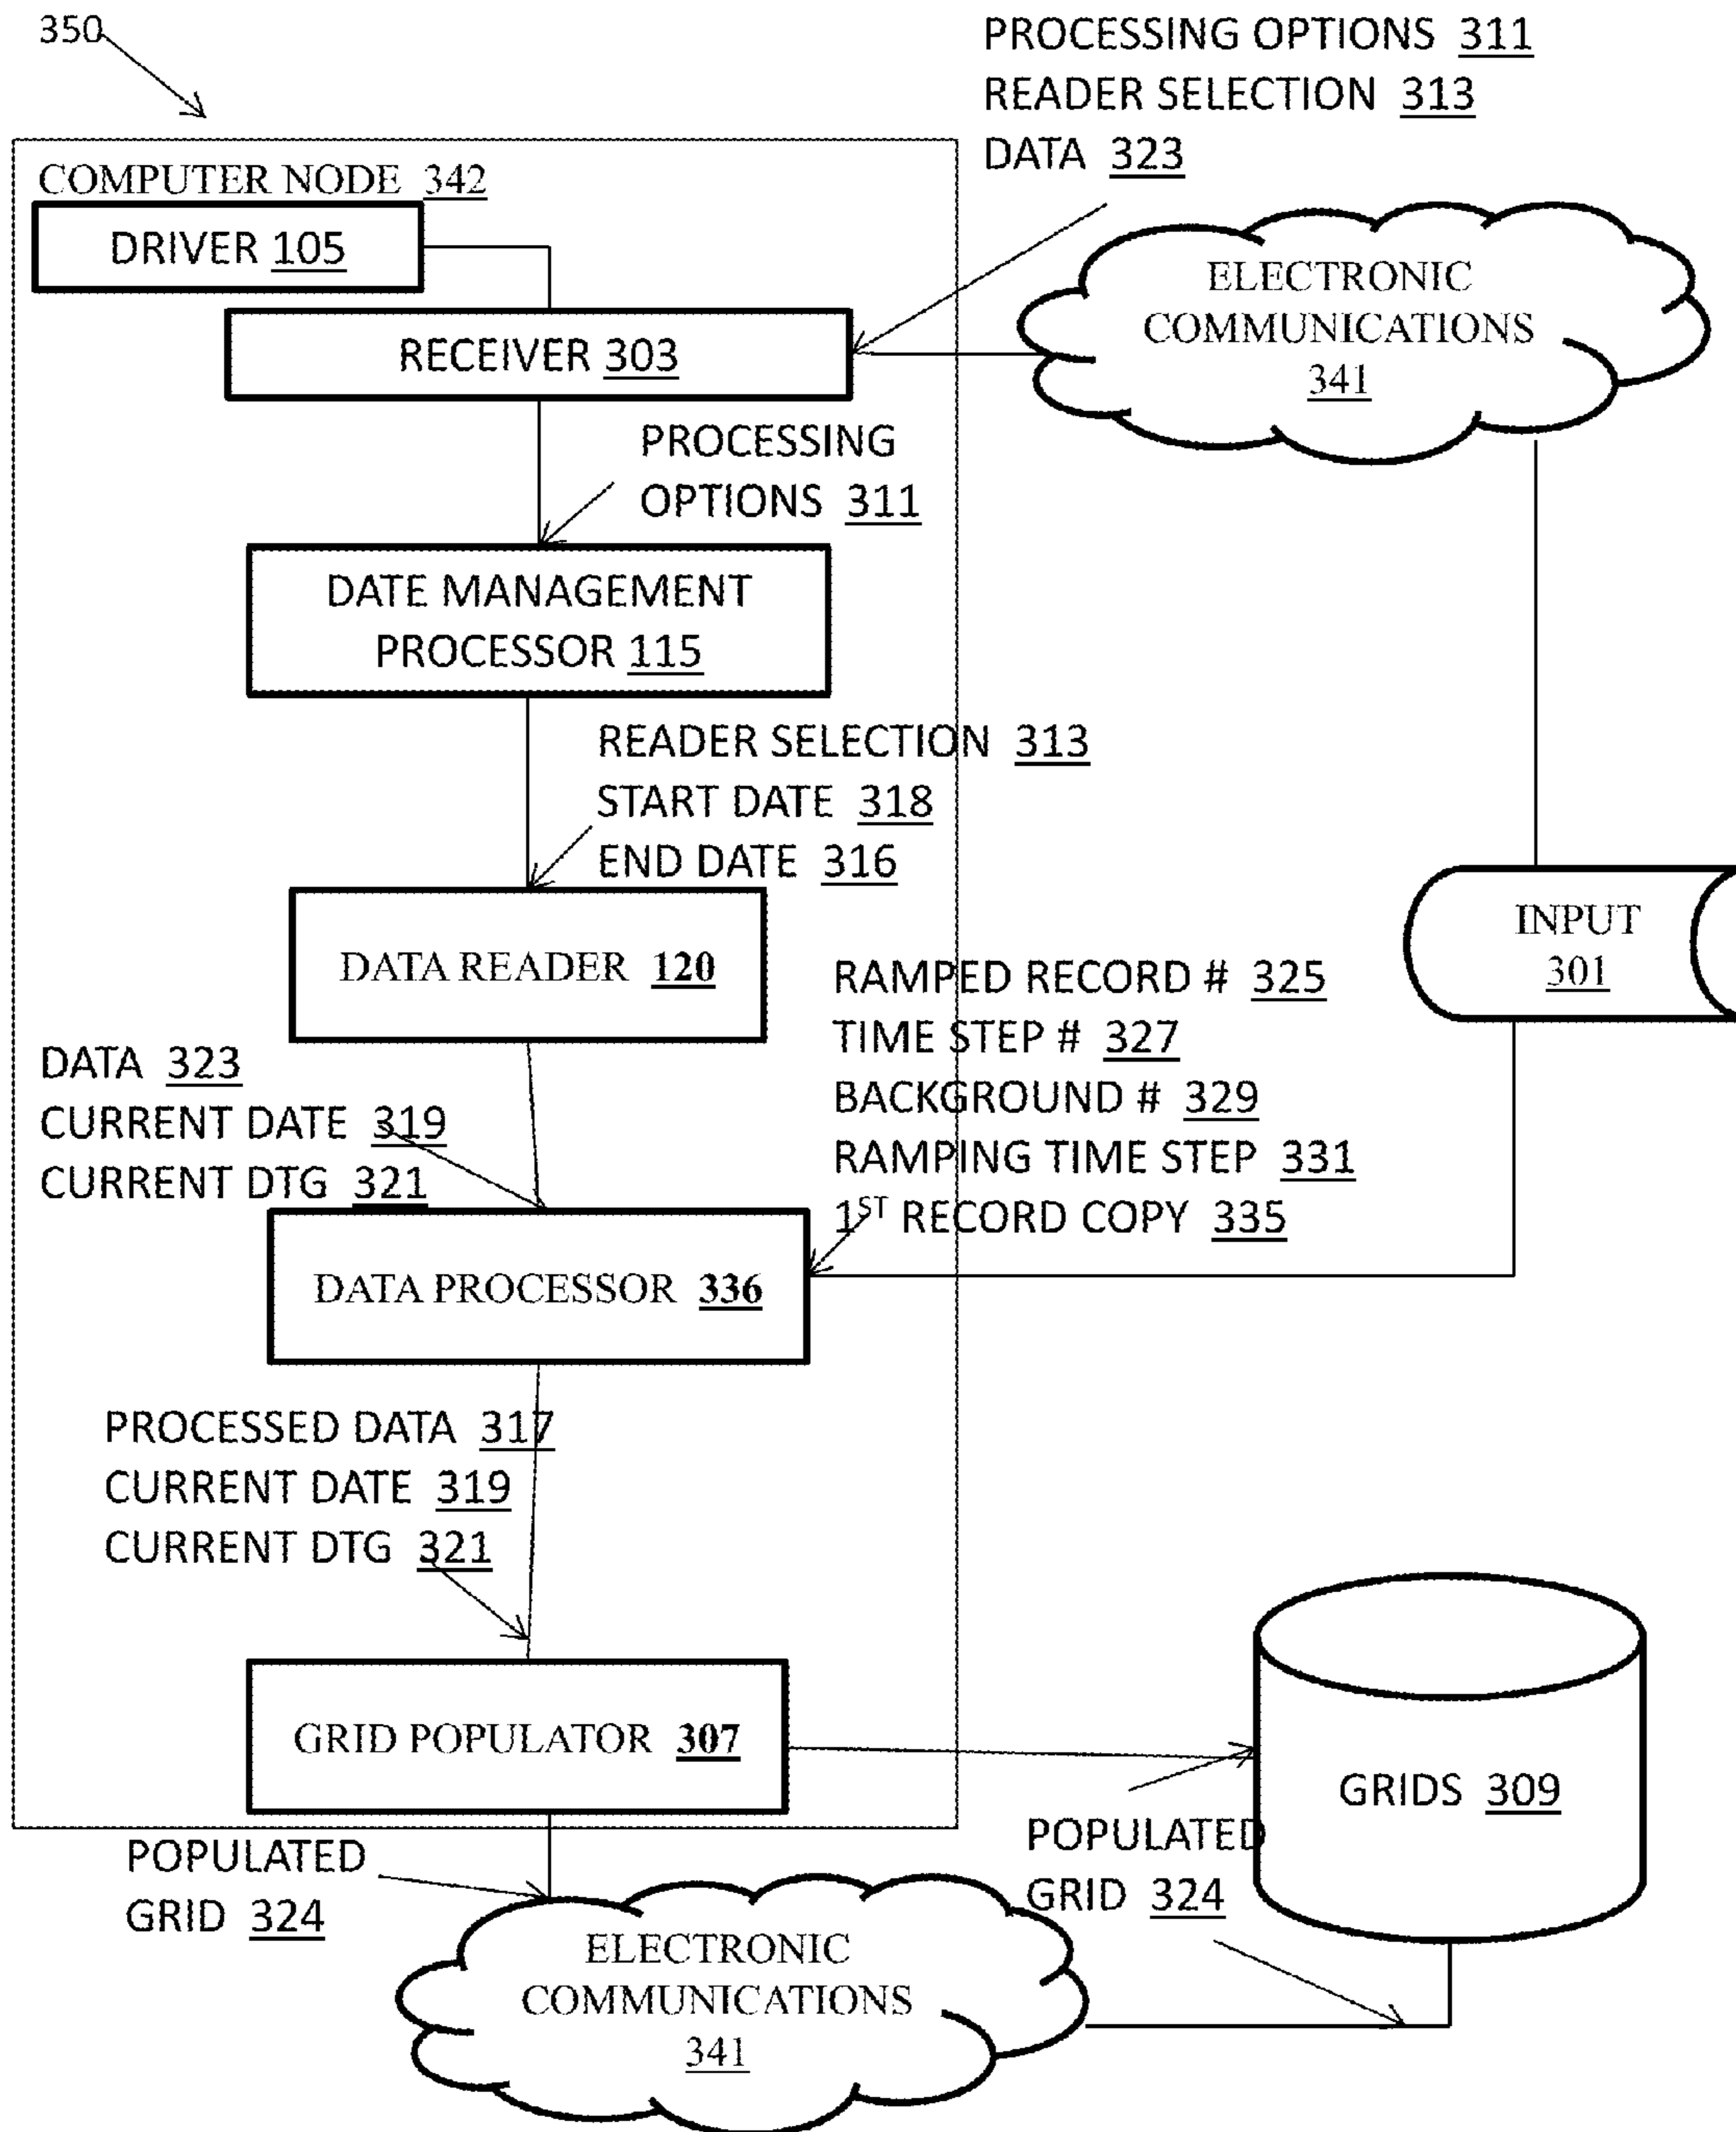 350
PROCESSING OPTIONS 311
READER SELECTION 313
DATA 323
COMPUTER NODE 342
DRIVER 105
RECEIVER 303
ELECTRONIC
COMMUNICATIONS
341
PROCESSING
OPTIONS 311
DATE MANAGEMENT
PROCESSOR 115
READER SELECTION 313
START DATE 318
END DATE 316
INPUT
301
DATA READER 120
RAMPED RECORD # 325
TIME STEP # 327
BACKGROUND # 329
RAMPING TIME STEP 331
1ST RECORD COPY 335
DATA 323
CURRENT DATE 319
CURRENT DTG 321
DATA PROCESSOR 336
PROCESSED DATA 317
CURRENT DATE 319
CURRENT DTG 321
GRID POPULATOR 307
GRIDS 309
POPULATED
GRID 324
POPULATED
GRID 324
ELECTRONIC
COMMUNICATIONS
341